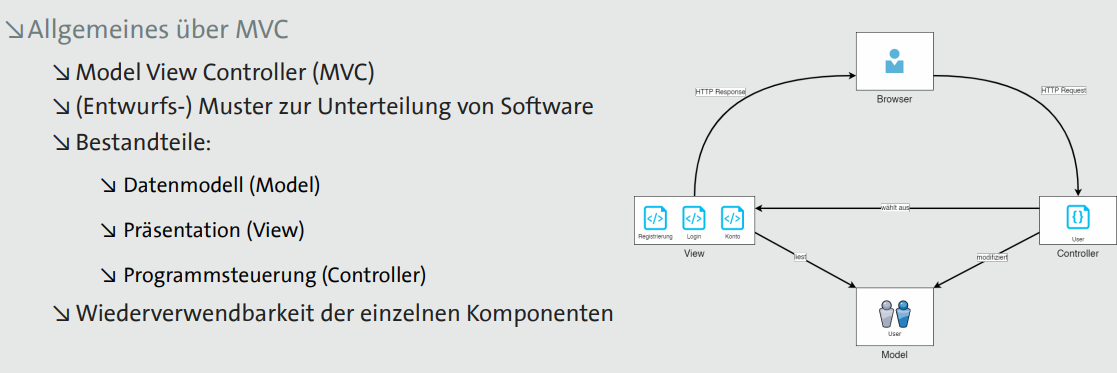 Allgemeines über MVC
Model View Controller (MVC)
(Entwurfs-) Muster zur Unterteilung von Software
Bestandteile:
Datenmodell (Model)
Präsentation (View)
Programmsteuerung (Controller)
Wiederverwendbarkeit der einzelnen Komponenten
Browser
HTTP Response
HTTP Request
wählt aus
Registrierung
Login
Konto
View
User
Controller
liest
modifiziert
User
Model